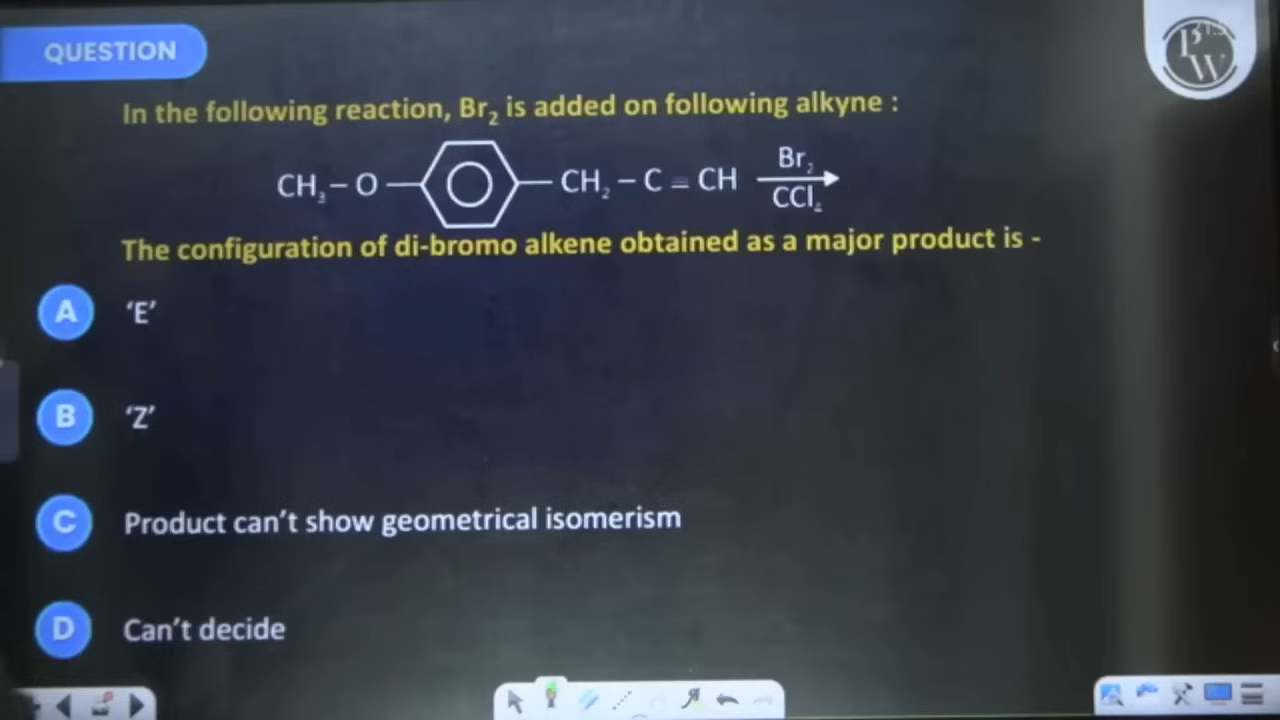 QUESTION
PW
In the following reaction, Br₂ is added on following alkyne :
CH₃ – O – CH₂ – C ≡ CH Br₂ CCl₄
The configuration of di-bromo alkene obtained as a major product is -
A 'E'
B 'Z'
C Product can't show geometrical isomerism
D Can't decide